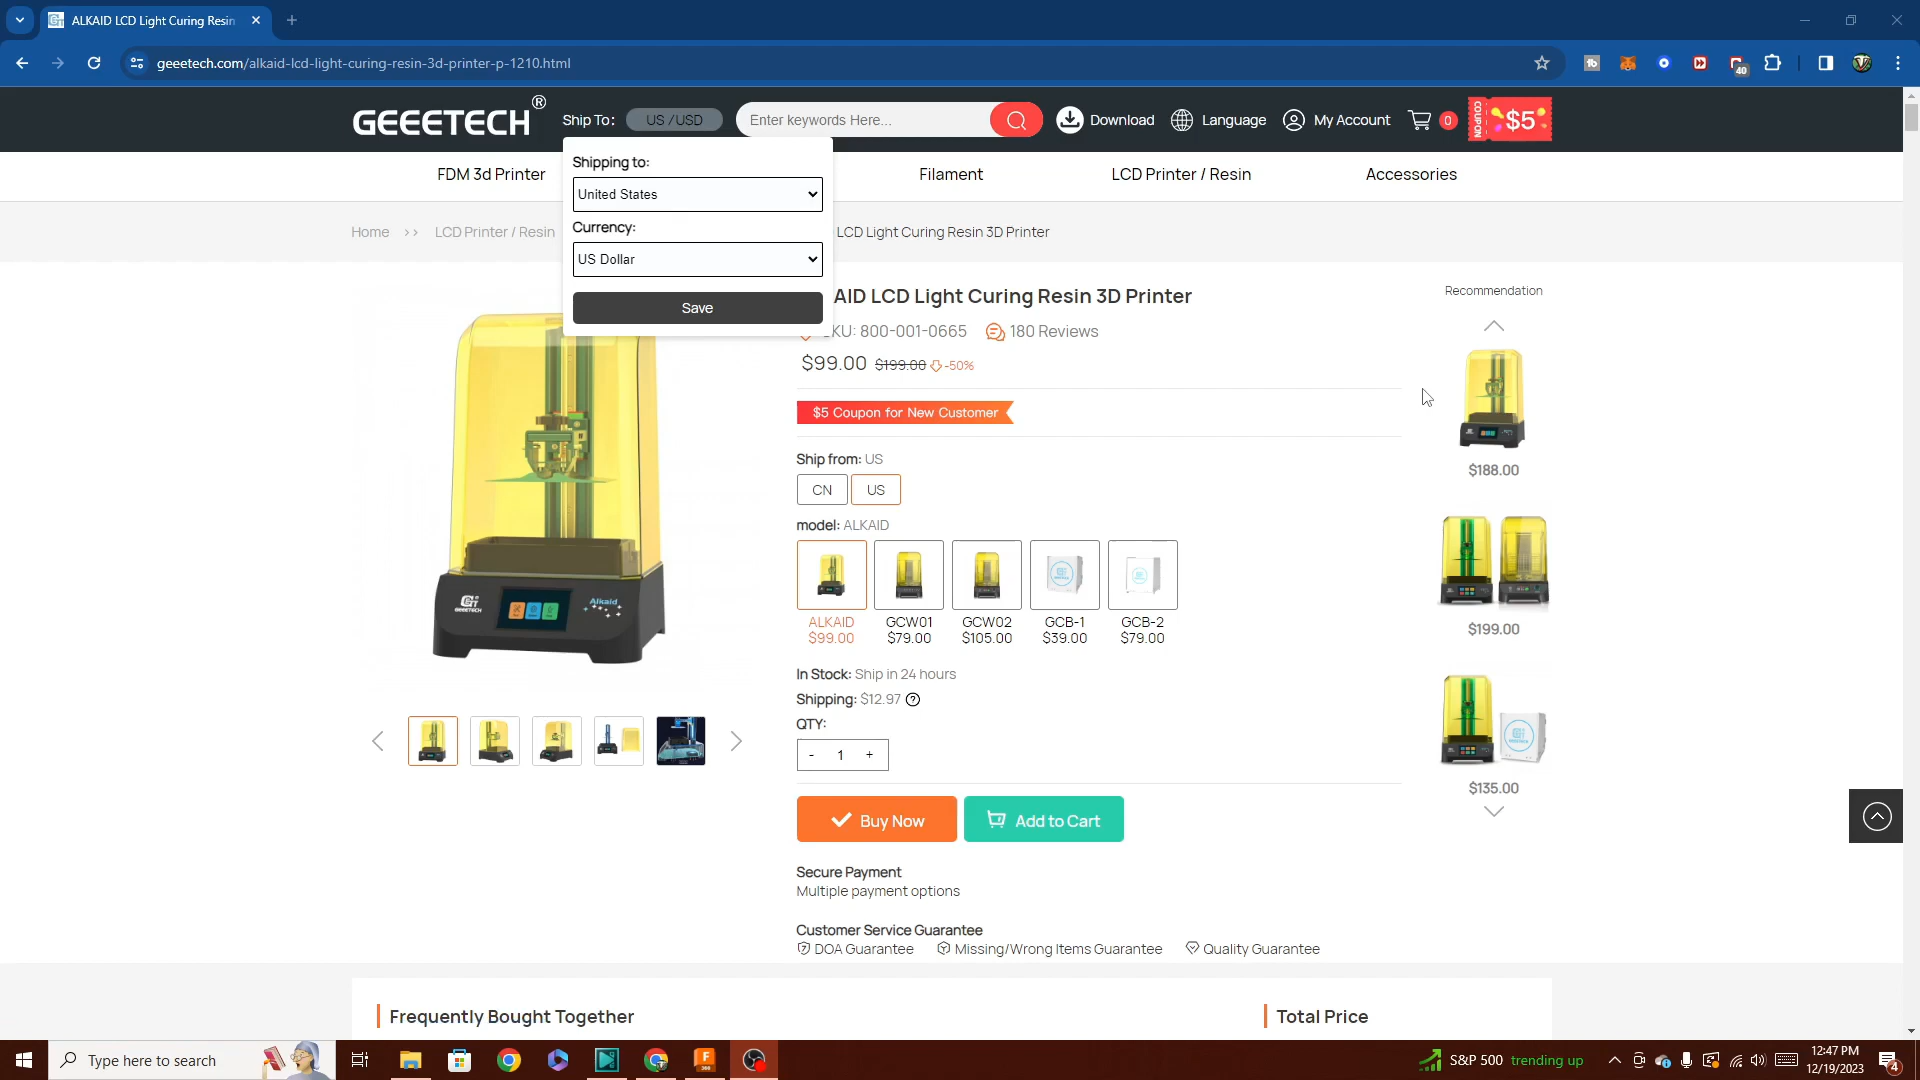 ALKAID LCD Light Curing Resin
geeetech.com/alkaid-lcd-light-curing-resin-3d-printer-p-1210.html
40
GEEETECH®
Ship To: US /USD
Enter keywords Here...
Download
Language
My Account
0
COUPON $5
Shipping to:
United States
Currency:
US Dollar
Save
FDM 3d Printer
Filament
LCD Printer / Resin
Accessories
Home >> LCD Printer / Resin
LCD Light Curing Resin 3D Printer
AID LCD Light Curing Resin 3D Printer
KU: 800-001-0665 180 Reviews
$99.00 $199.00 -50%
$5 Coupon for New Customer
Ship from: US
CN US
model: ALKAID
ALKAID GCW01 GCW02 GCB-1 GCB-2
$99.00 $79.00 $105.00 $39.00 $79.00
In Stock: Ship in 24 hours
Shipping: $12.97 ?
QTY:
- 1 +
Buy Now
Add to Cart
Secure Payment
Multiple payment options
Customer Service Guarantee
DOA Guarantee Missing/Wrong Items Guarantee Quality Guarantee
GEEETECH
Alkaid
Recommendation
$188.00
$199.00
$135.00
Frequently Bought Together
Total Price
Type here to search
S&P 500 trending up
12:47 PM
12/19/2023
4